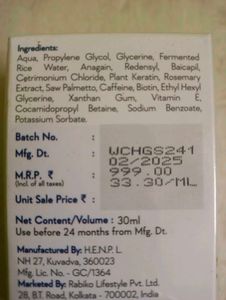 Ingredients:
Aqua, Propylene Glycol, Glycerine, Fermented
Rice Water, Anagain, Redensyl, Baicapil,
Cetrimonium Chloride, Plant Keratin, Rosemary
Extract, Saw Palmetto, Caffeine, Biotin, Ethyl Hexyl
Glycerine, Xanthan Gum, Vitamin E,
Cocamidopropyl Betaine, Sodium Benzoate,
Potassium Sorbate.
Batch No. : WCHGS241
Mfg. Dt. : 02/2025
M.R.P. ₹ : 999.00
(Incl. of all taxes) 33.30/ML
Unit Sale Price ₹ :
Net Content/Volume : 30ml
Use before 24 months from Mfg. Dt.
Manufactured By: H.E.N.P. L.
NH 27, Kuvadva, 360023
Mfg. Lic. No. - GC/1364
Marketed By: Rabiko Lifestyle Pvt. Ltd.
28, B.T. Road, Kolkata - 700002, India